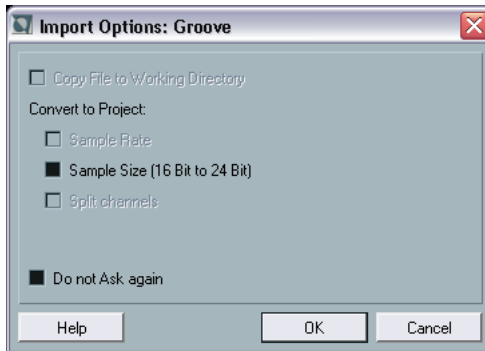 Import Options: Groove
Copy File to Working Directory
Convert to Project:
Sample Rate
Sample Size (16 Bit to 24 Bit)
Split channels
Do not Ask again
Help OK Cancel